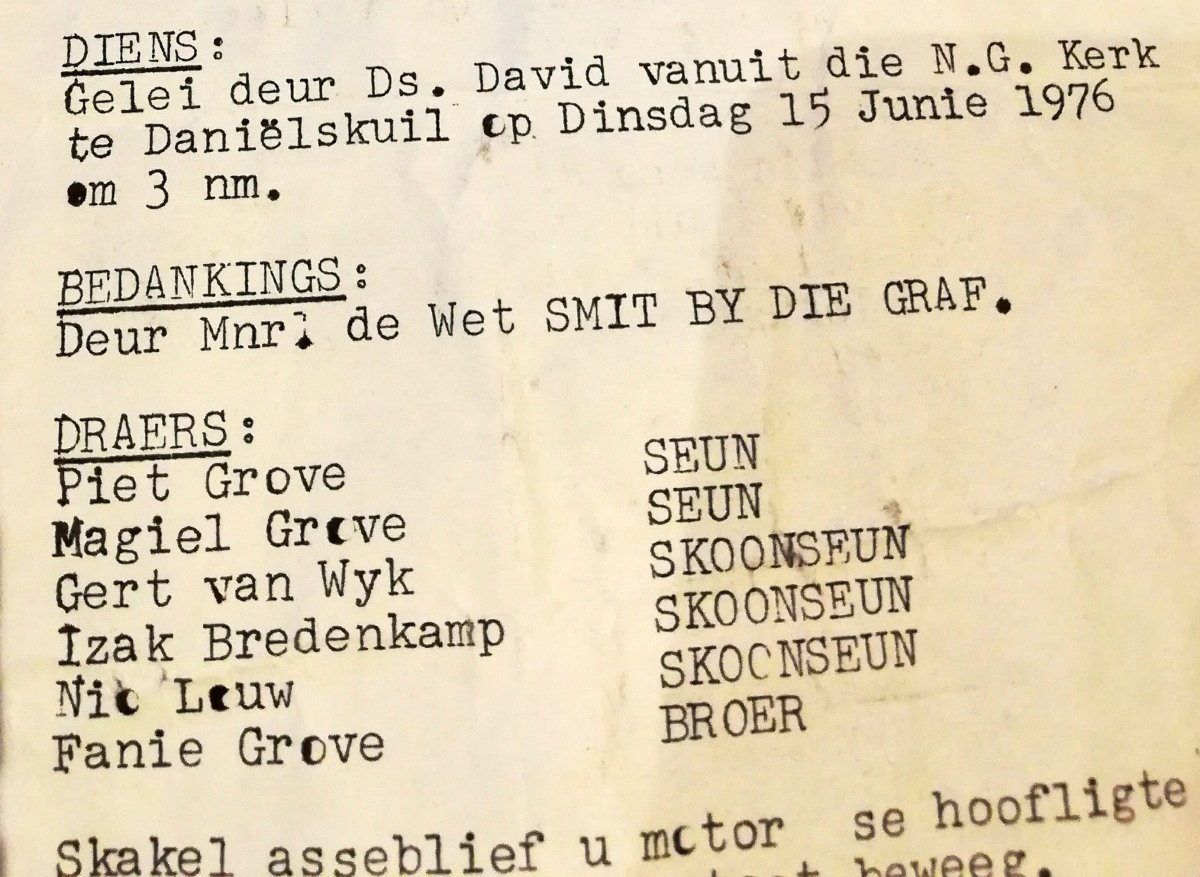 DIENS:
Gelei deur Ds. David vanuit die N.G. Kerk
te Daniëlskuil op Dinsdag 15 Junie 1976
om 3 nm.
BEDANKINGS:
Deur Mnr. de Wet SMIT BY DIE GRAF.
DRAERS:
Piet Grove SEUN
Magiel Grove SEUN
Gert van Wyk SKOONSEUN
Izak Bredenkamp SKOONSEUN
Nic Louw SKOONSEUN
Fanie Grove BROER
Skakel asseblief u motor se hoofligte
beweeg.